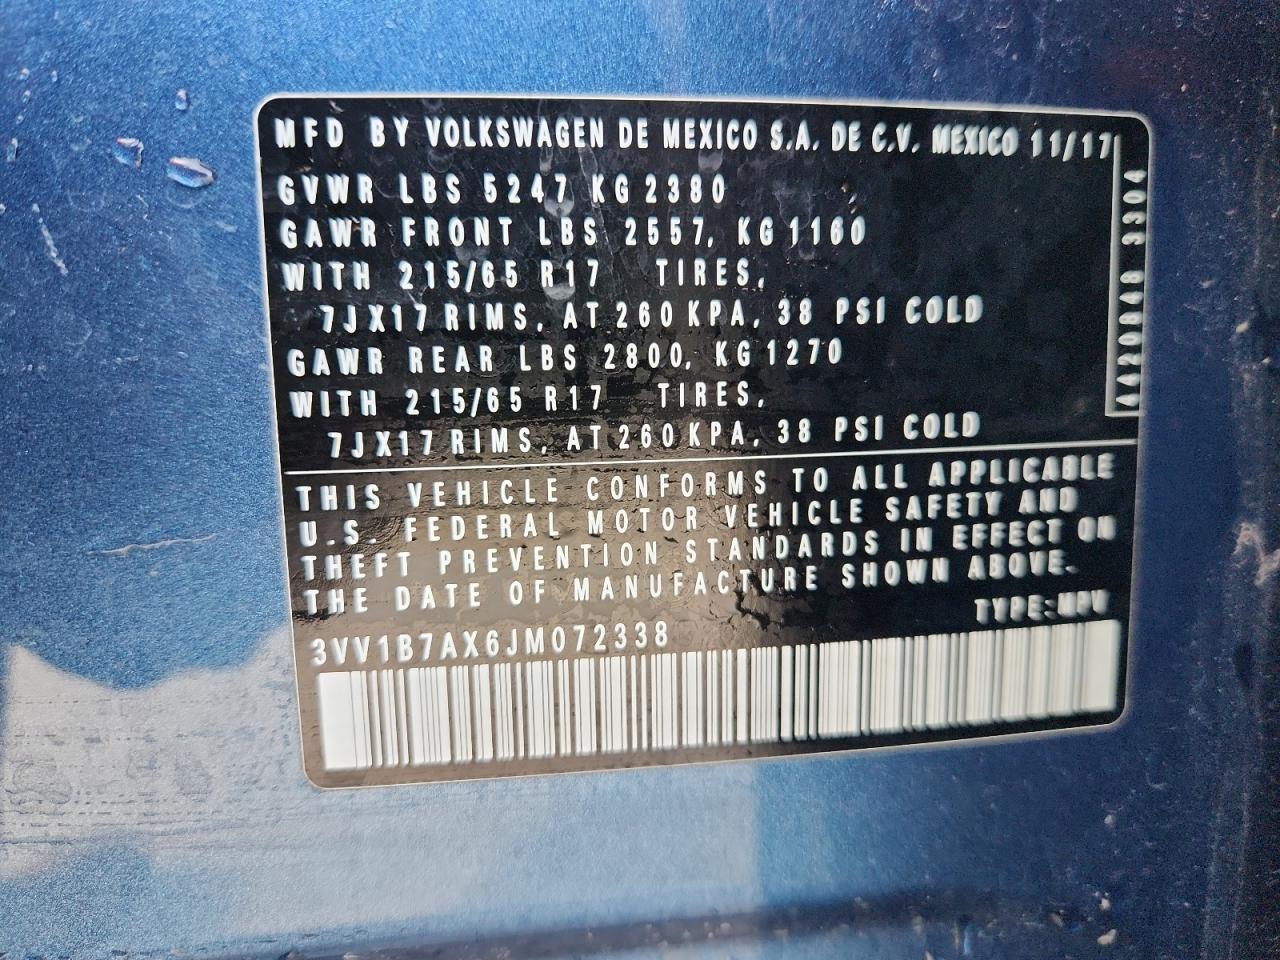 MFD BY VOLKSWAGEN DE MEXICO S.A. DE C.V. MEXICO 11/17
GVWR LBS 5247 KG 2380
GAWR FRONT LBS 2557, KG 1160
WITH 215/65 R17 TIRES,
7JX17 RIMS, AT 260 KPA, 38 PSI COLD
GAWR REAR LBS 2800, KG 1270
WITH 215/65 R17 TIRES,
7JX17 RIMS, AT 260 KPA, 38 PSI COLD
THIS VEHICLE CONFORMS TO ALL APPLICABLE
U.S. FEDERAL MOTOR VEHICLE SAFETY AND
THEFT PREVENTION STANDARDS IN EFFECT ON
THE DATE OF MANUFACTURE SHOWN ABOVE.
TYPE:MPV
3VV1B7AX6JM072338
3304